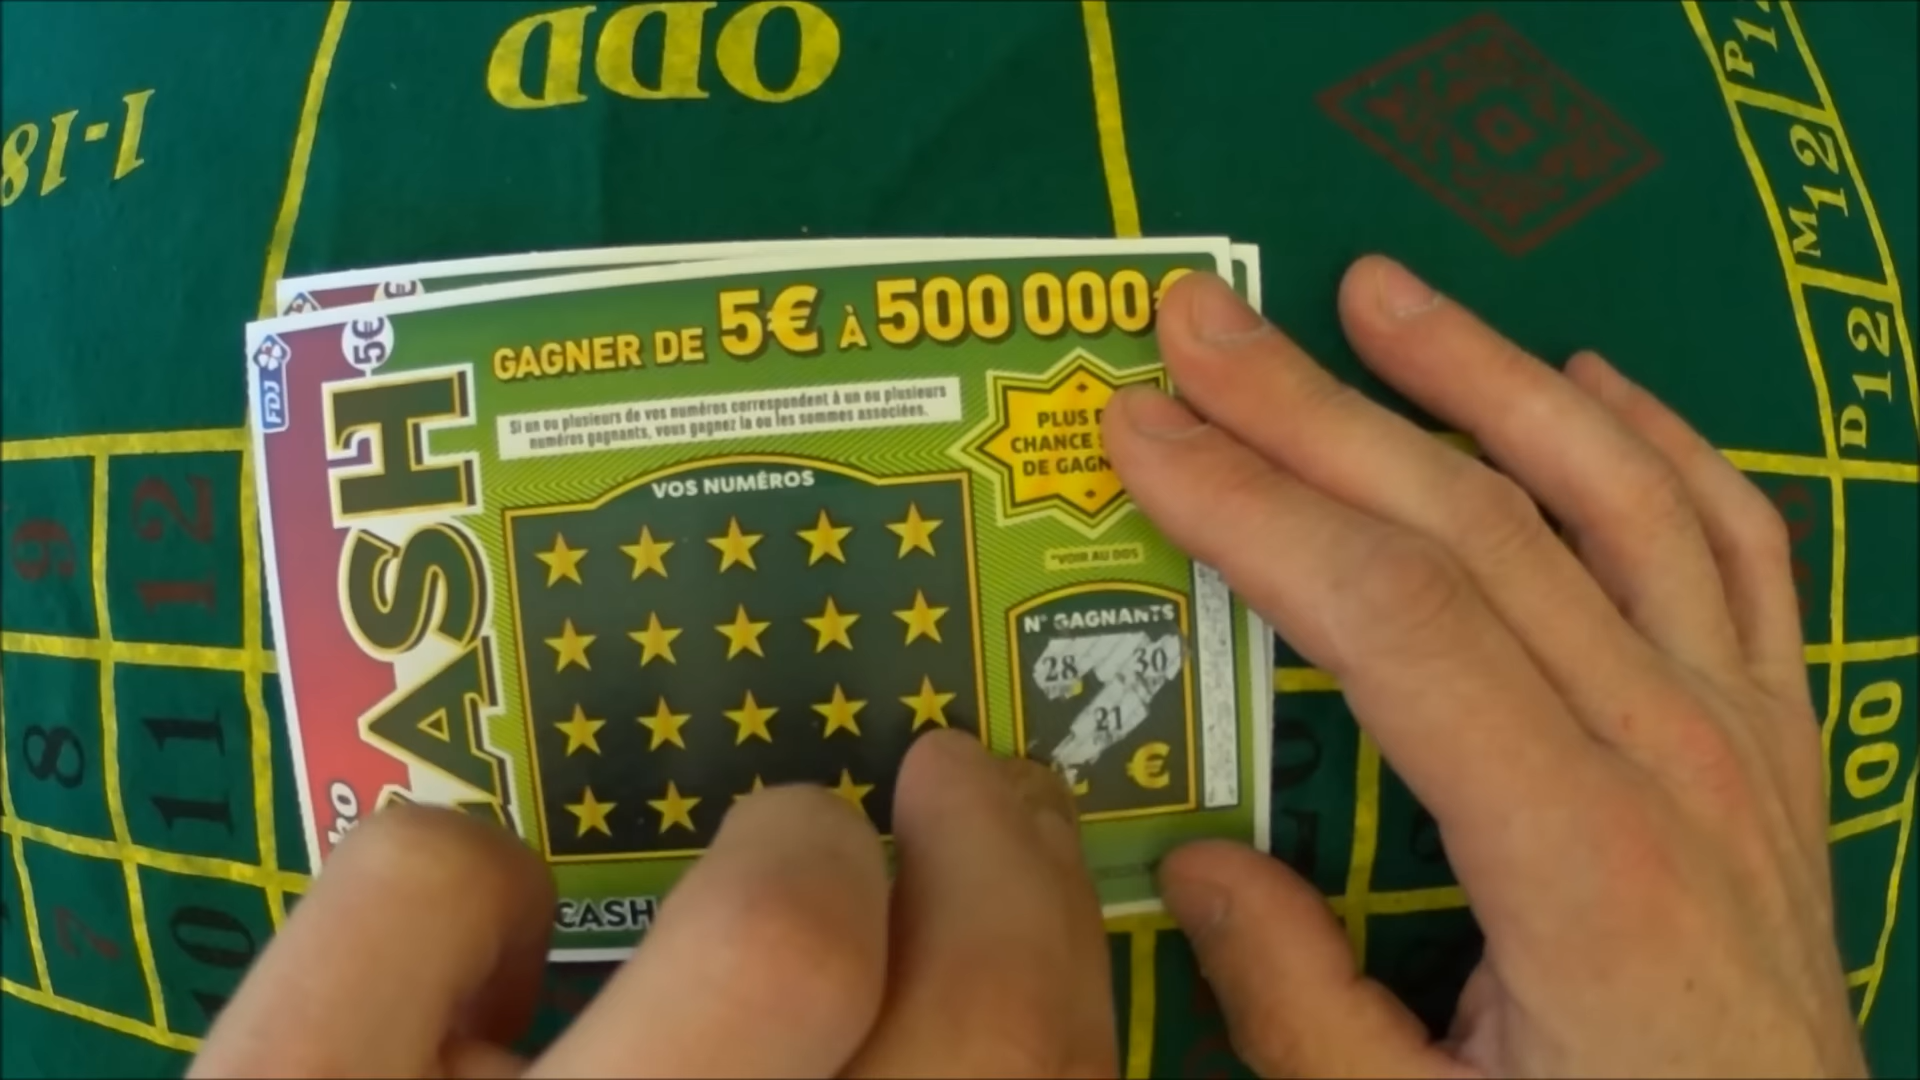 ODD
1-18
P12
M12
D12
GAGNER DE 5€ À 500 000€
5€
FDJ
CASH
Si un ou plusieurs de vos numéros correspondent à un ou plusieurs
numéros gagnants, vous gagnez la ou les sommes associées.
PLUS
CHANCE
DE GAGN
VOS NUMÉROS
*VOIR AU DOS
N° GAGNANTS
28 30
21
€
9 12
8 11
7 10
00
CASH